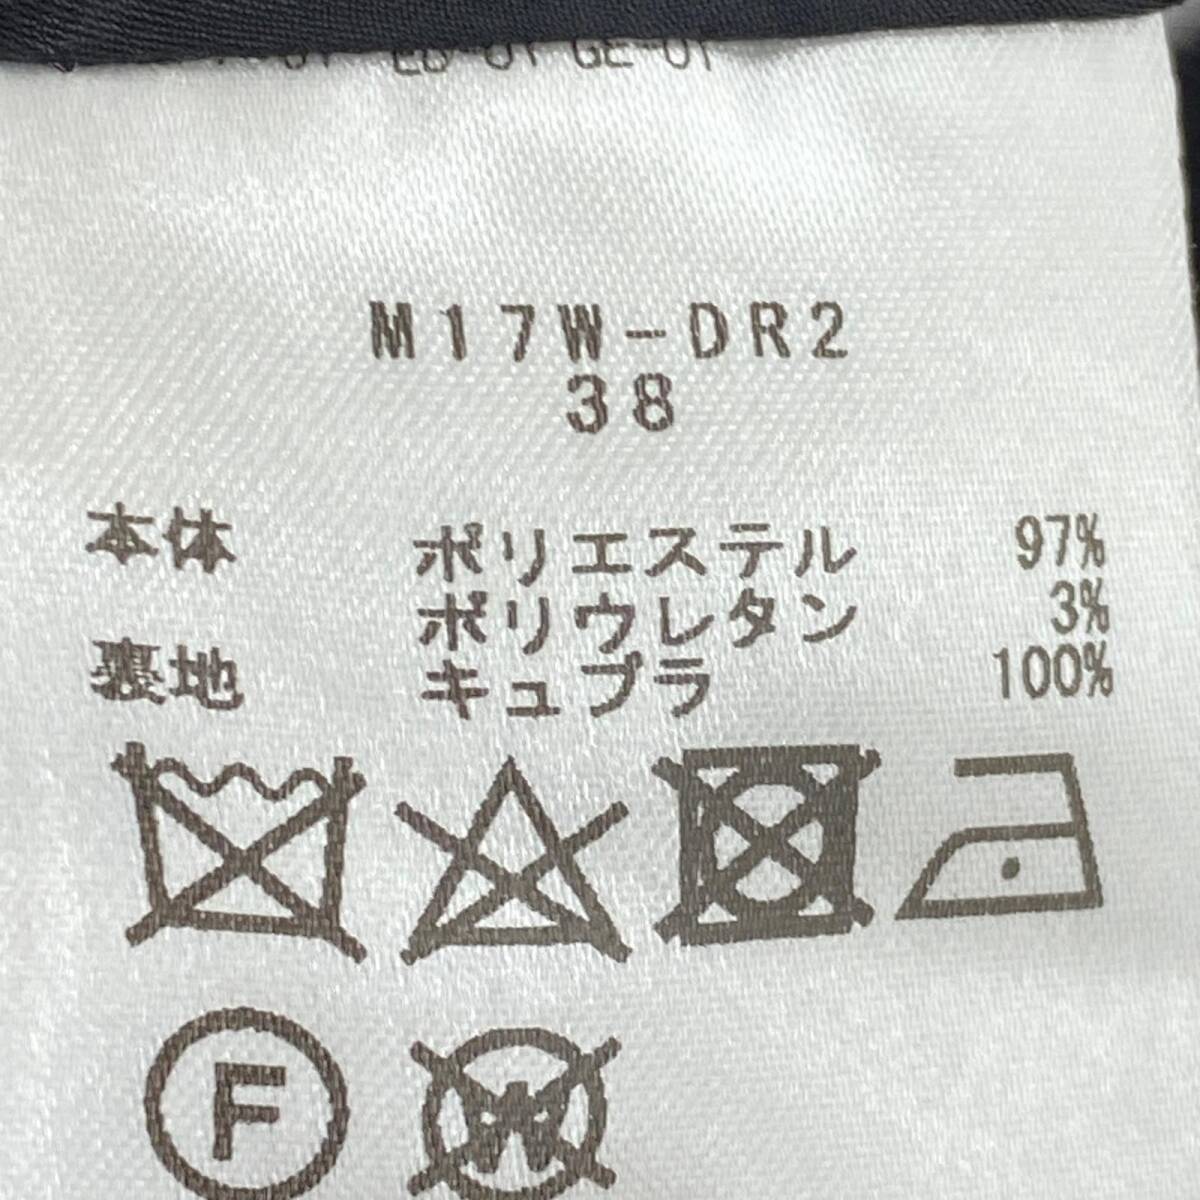 M17W-DR2
38
本体 ポリエステル 97%
ポリウレタン 3%
裏地 キュプラ 100%
F
W